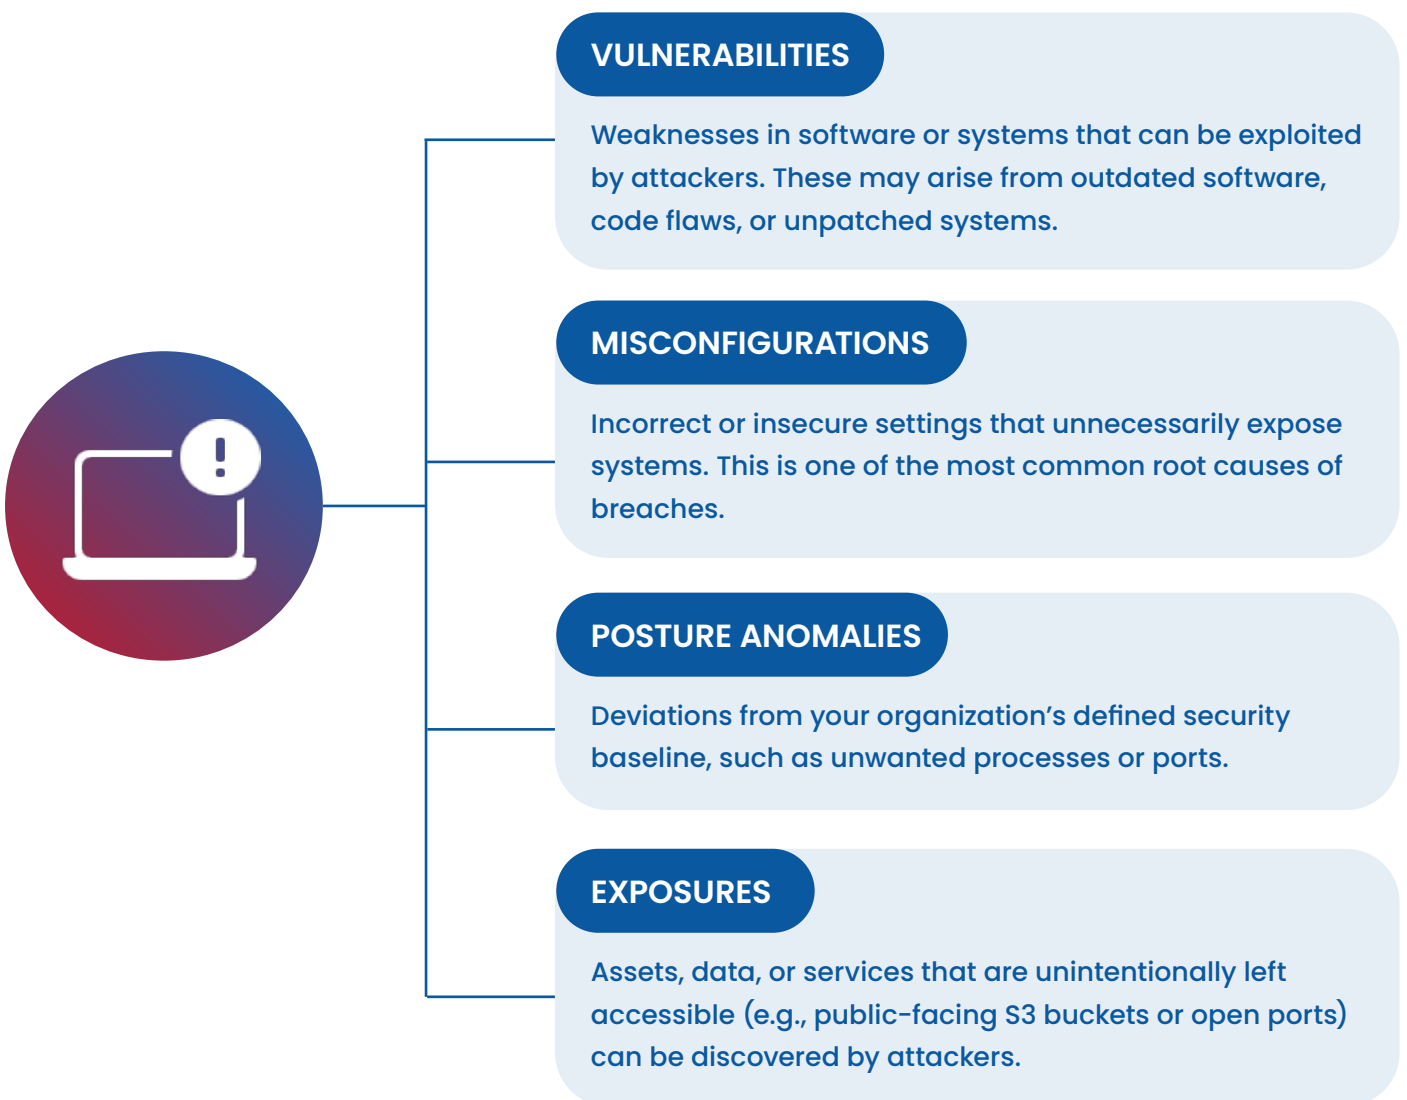 VULNERABILITIES
Weaknesses in software or systems that can be exploited
by attackers. These may arise from outdated software,
code flaws, or unpatched systems.
MISCONFIGURATIONS
Incorrect or insecure settings that unnecessarily expose
systems. This is one of the most common root causes of
breaches.
POSTURE ANOMALIES
Deviations from your organization’s defined security
baseline, such as unwanted processes or ports.
EXPOSURES
Assets, data, or services that are unintentionally left
accessible (e.g., public-facing S3 buckets or open ports)
can be discovered by attackers.